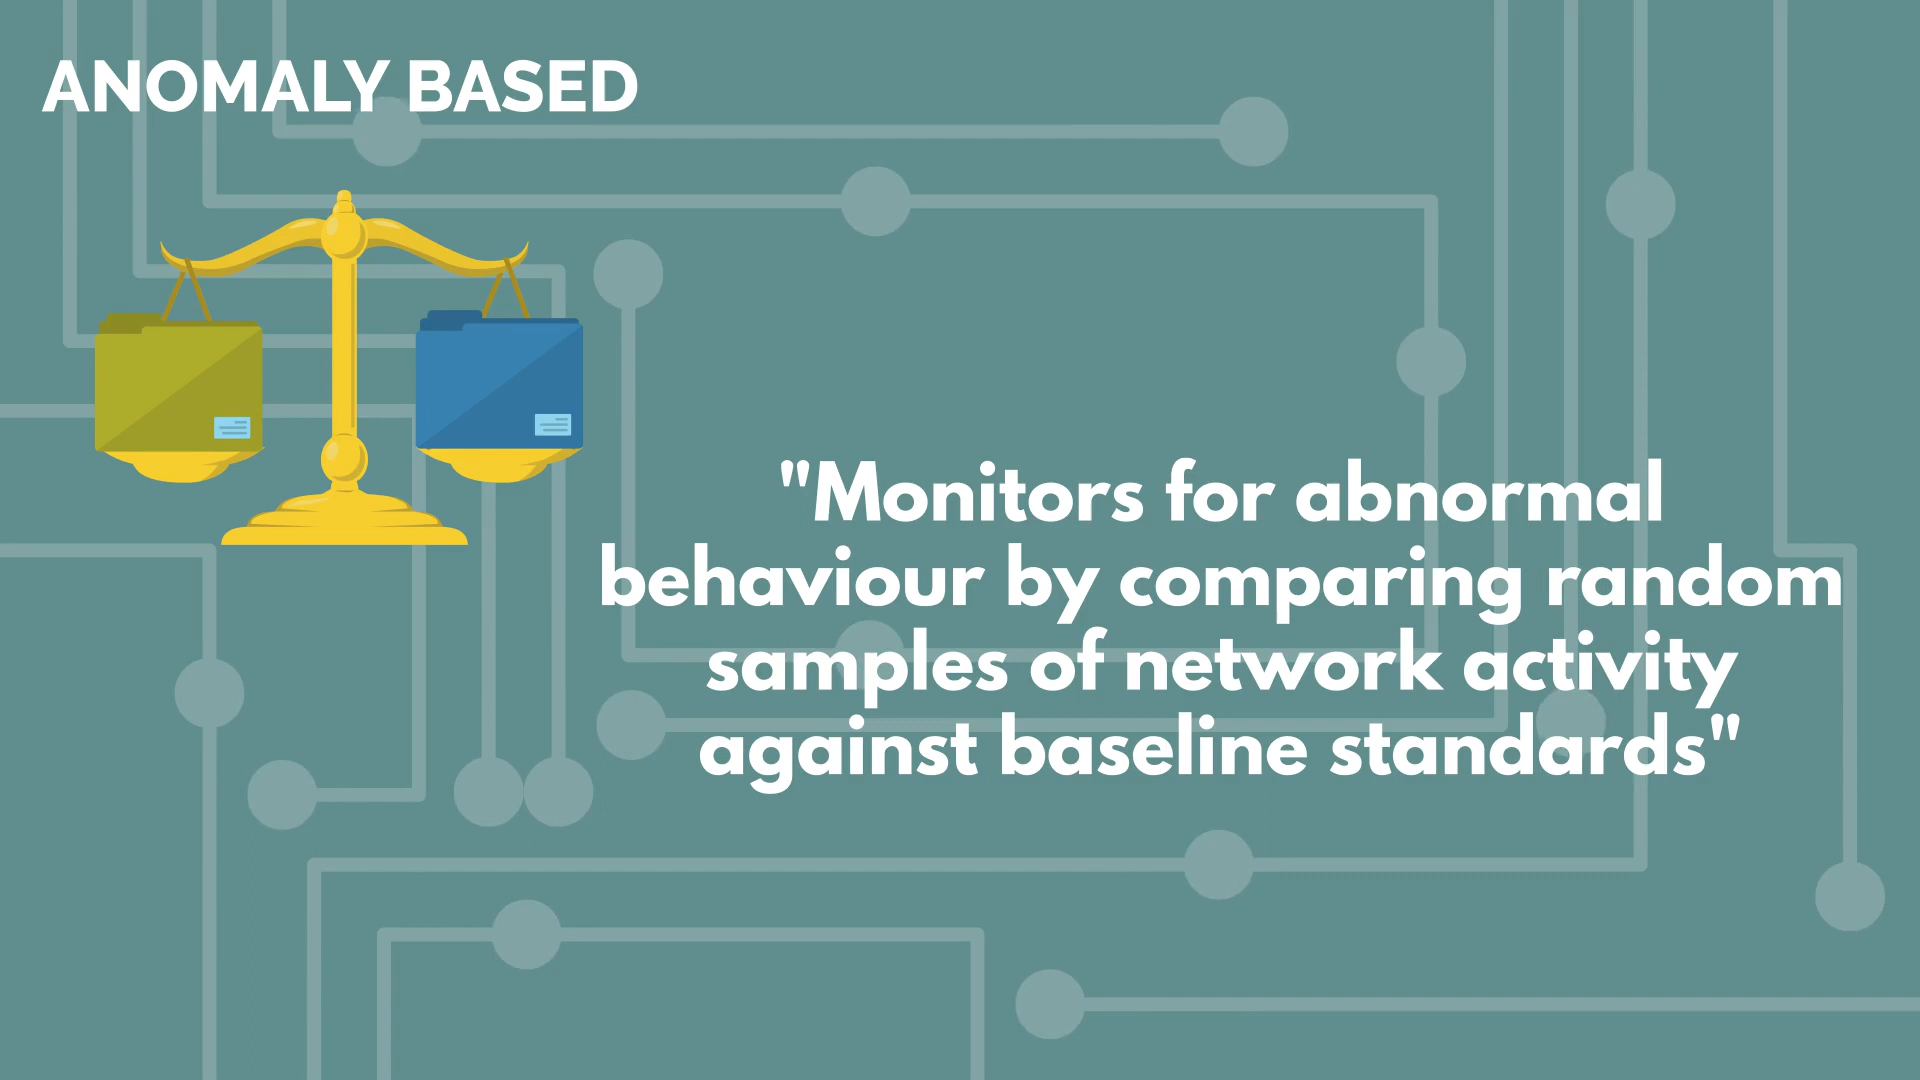 ANOMALY BASED
"Monitors for abnormal
behaviour by comparing random
samples of network activity
against baseline standards"